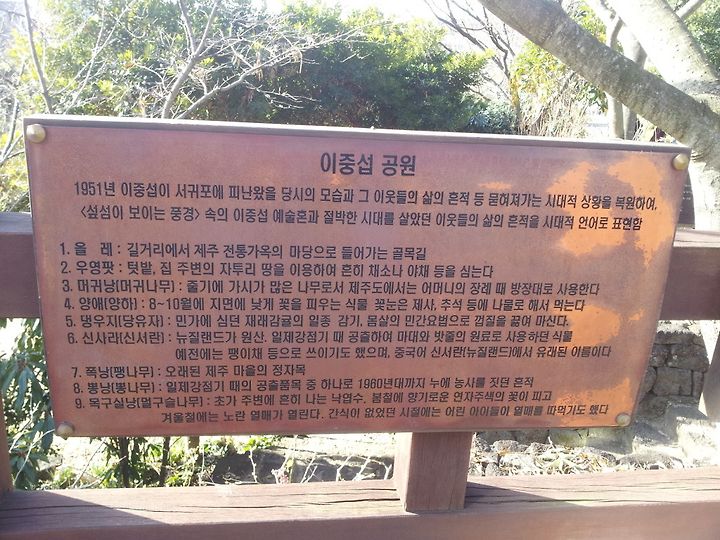 이중섭 공원
1951년 이중섭이 서귀포에 피난왔을 당시의 모습과 그 이웃들의 삶의 흔적 등 묻혀져가는 시대적 상황을 복원하여,
<섶섬이 보이는 풍경> 속의 이중섭 예술혼과 절박한 시대를 살았던 이웃들의 삶의 흔적을 시대적 언어로 표현함
1. 올 레 : 길거리에서 제주 전통가옥의 마당으로 들어가는 골목길
2. 우영팟 : 텃밭, 집 주변의 자투리 땅을 이용하여 흔히 채소나 야채 등을 심는다
3. 머귀낭(머귀나무) : 줄기에 가시가 많은 나무로서 제주도에서는 어머니의 장례 때 방장대로 사용한다
4. 양애(양하) : 8~10월에 지면에 낮게 꽃을 피우는 식물 꽃눈은 제사, 추석 등에 나물로 해서 먹는다
5. 댕우지(당유자) : 민가에 심던 재래감귤의 일종 감기, 몸살의 민간요법으로 껍질을 끓여 마신다.
6. 신사라(신서란) : 뉴질랜드가 원산. 일제강점기 때 공출하여 마대와 밧줄의 원료로 사용하던 식물
예전에는 팽이채 등으로 쓰이기도 했으며, 중국어 신서란(뉴질랜드)에서 유래된 이름이다
7. 폭낭(팽나무) : 오래된 제주 마을의 정자목
8. 뽕낭(뽕나무) : 일제강점기 때의 공출품목 중 하나로 1960년대까지 누에 농사를 짓던 흔적
9. 목구실낭(멀구슬나무) : 초가 주변에 흔히 나는 낙엽수. 봄철에 향기로운 연자주색의 꽃이 피고
겨울철에는 노란 열매가 열린다. 간식이 없었던 시절에는 어린 아이들이 열매를 따먹기도 했다